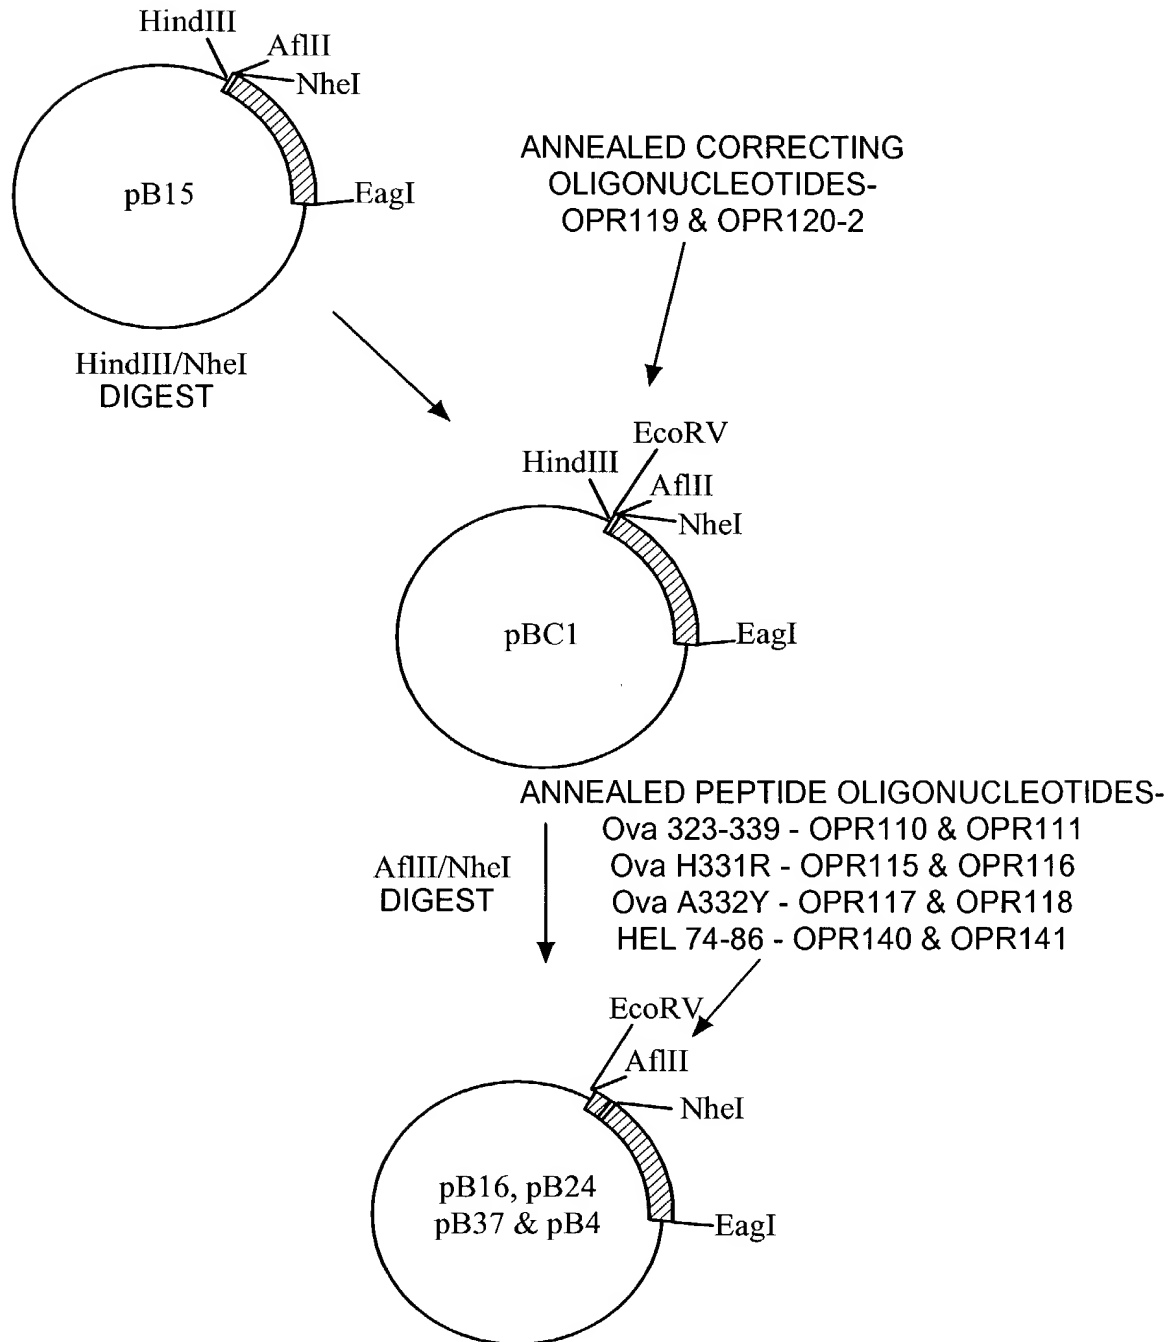 HindIII
AflII
NheI
pB15
EagI
HindIII/NheI
DIGEST
ANNEALED CORRECTING
OLIGONUCLEOTIDES-
OPR119 & OPR120-2
EcoRV
HindIII
AflII
NheI
pBC1
EagI
AflII/NheI
DIGEST
ANNEALED PEPTIDE OLIGONUCLEOTIDES-
Ova 323-339 - OPR110 & OPR111
Ova H331R - OPR115 & OPR116
Ova A332Y - OPR117 & OPR118
HEL 74-86 - OPR140 & OPR141
EcoRV
AflII
NheI
pB16, pB24
pB37 & pB4
EagI